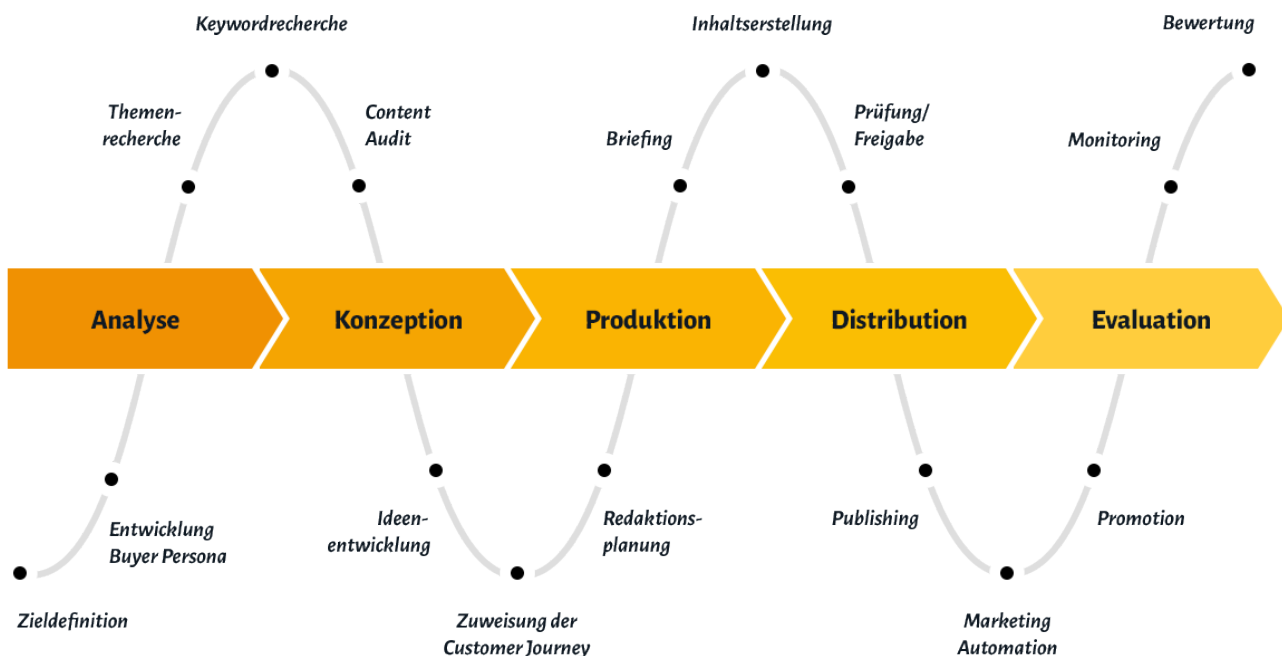 Keywordrecherche
Inhaltserstellung
Bewertung
Themen-
recherche
Content
Audit
Briefing
Prüfung/
Freigabe
Monitoring
Analyse
Konzeption
Produktion
Distribution
Evaluation
Entwicklung
Buyer Persona
Ideen-
entwicklung
Redaktions-
planung
Publishing
Promotion
Zieldefinition
Zuweisung der
Customer Journey
Marketing
Automation